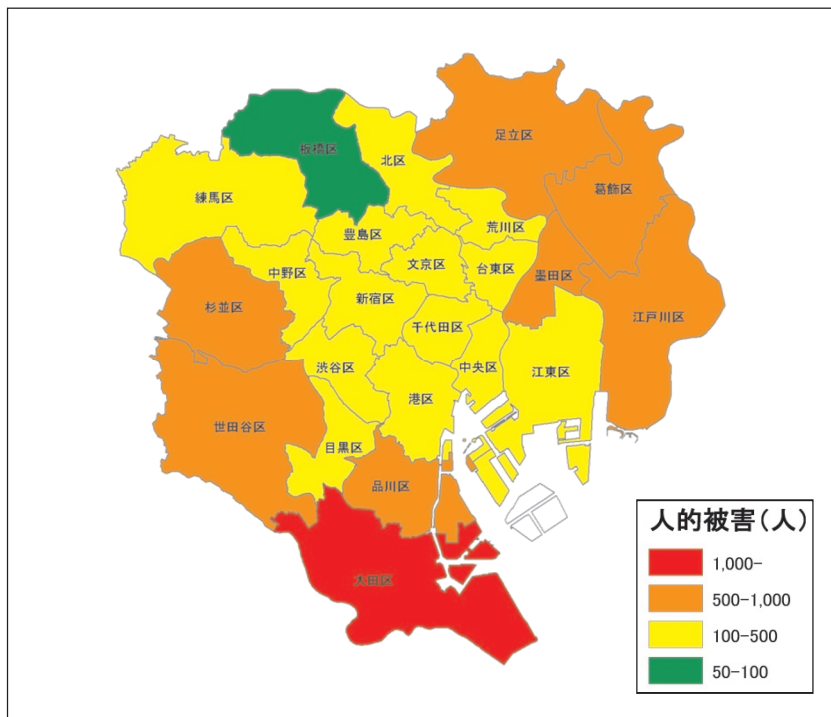 足立区
板橋区
北区
葛飾区
練馬区
荒川区
豊島区
文京区
台東区
中野区
墨田区
杉並区
新宿区
江戸川区
千代田区
渋谷区
中央区
江東区
港区
世田谷区
目黒区
品川区
大田区
人的被害(人)
1,000-
500-1,000
100-500
50-100